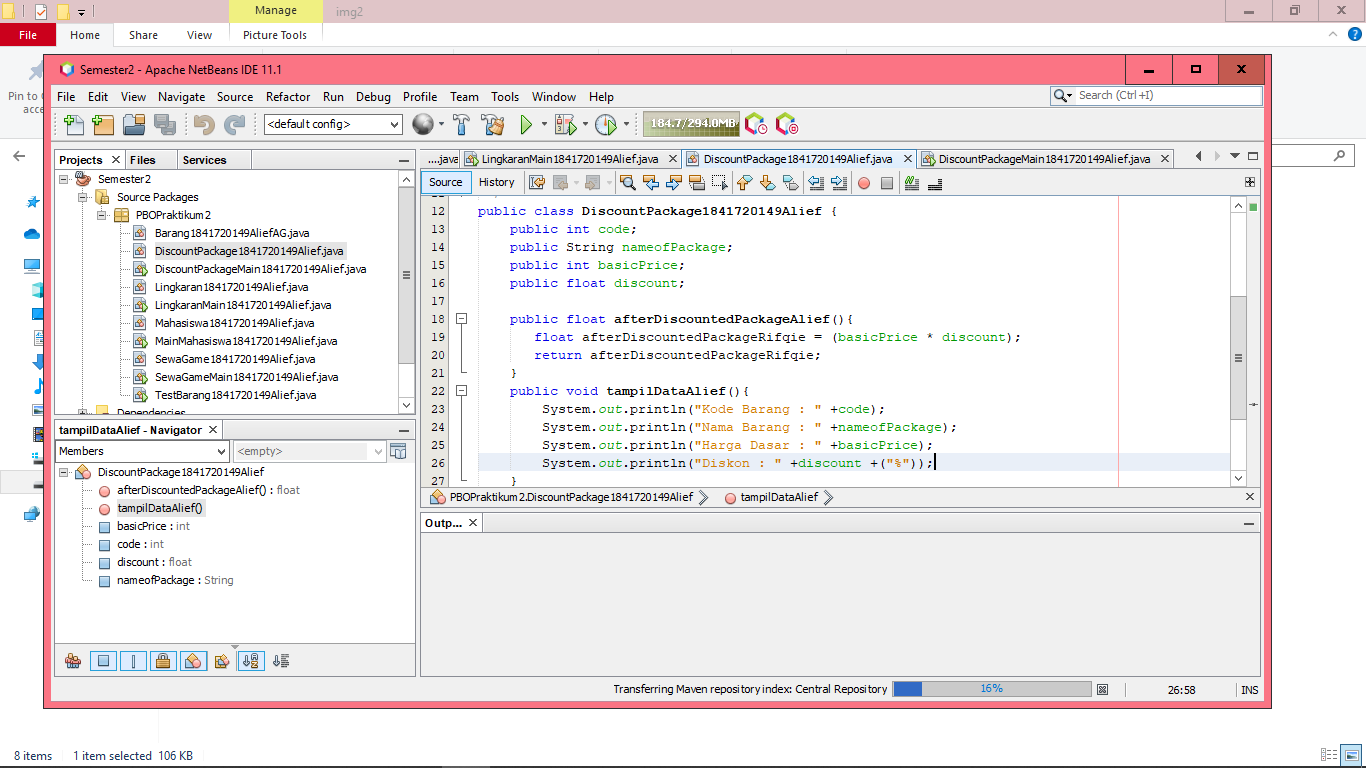 Manage
img2
File
Home
Share
View
Picture Tools
Pin to
acce
Semester2 - Apache NetBeans IDE 11.1
File Edit View Navigate Source Refactor Run Debug Profile Team Tools Window Help
Search (Ctrl+I)
<default config>
184.7/294.0MB
Projects
Files
Services
Semester2
Source Packages
PBOPraktikum2
Barang1841720149AliefAG.java
DiscountPackage1841720149Alief.java
DiscountPackageMain1841720149Alief.java
Lingkaran1841720149Alief.java
LingkaranMain1841720149Alief.java
Mahasiswa1841720149Alief.java
MainMahasiswa1841720149Alief.java
SewaGame1841720149Alief.java
SewaGameMain1841720149Alief.java
TestBarang1841720149Alief.java
Dependencies
tampilDataAlief - Navigator
Members
<empty>
DiscountPackage1841720149Alief
afterDiscountedPackageAlief() : float
tampilDataAlief()
basicPrice : int
code : int
discount : float
nameofPackage : String
....java
LingkaranMain1841720149Alief.java
DiscountPackage1841720149Alief.java
DiscountPackageMain1841720149Alief.java
Source
History
12 public class DiscountPackage1841720149Alief {
13 public int code;
14 public String nameofPackage;
15 public int basicPrice;
16 public float discount;
17
18 public float afterDiscountedPackageAlief(){
19 float afterDiscountedPackageRifqie = (basicPrice * discount);
20 return afterDiscountedPackageRifqie;
21 }
22 public void tampilDataAlief(){
23 System.out.println("Kode Barang : " +code);
24 System.out.println("Nama Barang : " +nameofPackage);
25 System.out.println("Harga Dasar : " +basicPrice);
26 System.out.println("Diskon : " +discount +("%"));
27 }
PBOPraktikum2.DiscountPackage1841720149Alief
tampilDataAlief
Outp...
Transferring Maven repository index: Central Repository
16%
26:58
INS
8 items
1 item selected 106 KB